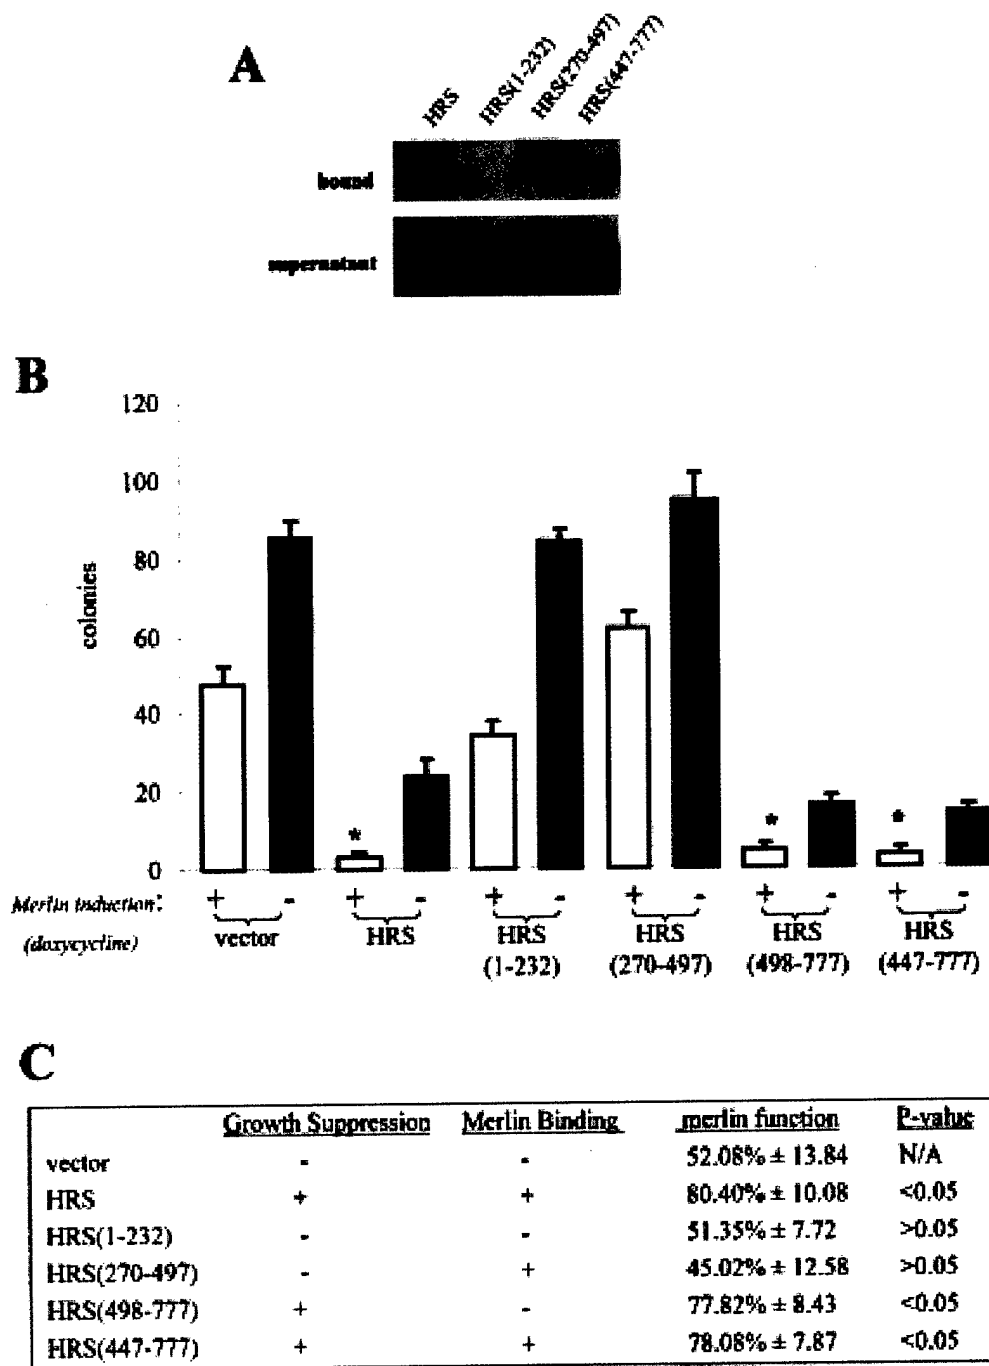 A
HRS
HRS(1-232)
HRS(270-497)
HRS(447-777)
bound
supernatant
B
120
100
80
60
40
20
0
colonies
*
*
*
Merlin induction:
(doxycycline)
+ - + - + - + - + - + -
vector HRS HRS HRS HRS HRS
(1-232) (270-497) (498-777) (447-777)
C
Growth Suppression Merlin Binding merlin function P-value
vector - - 52.08% ± 13.84 N/A
HRS + + 80.40% ± 10.08 <0.05
HRS(1-232) - - 51.35% ± 7.72 >0.05
HRS(270-497) - + 45.02% ± 12.58 >0.05
HRS(498-777) + - 77.82% ± 8.43 <0.05
HRS(447-777) + + 78.08% ± 7.87 <0.05